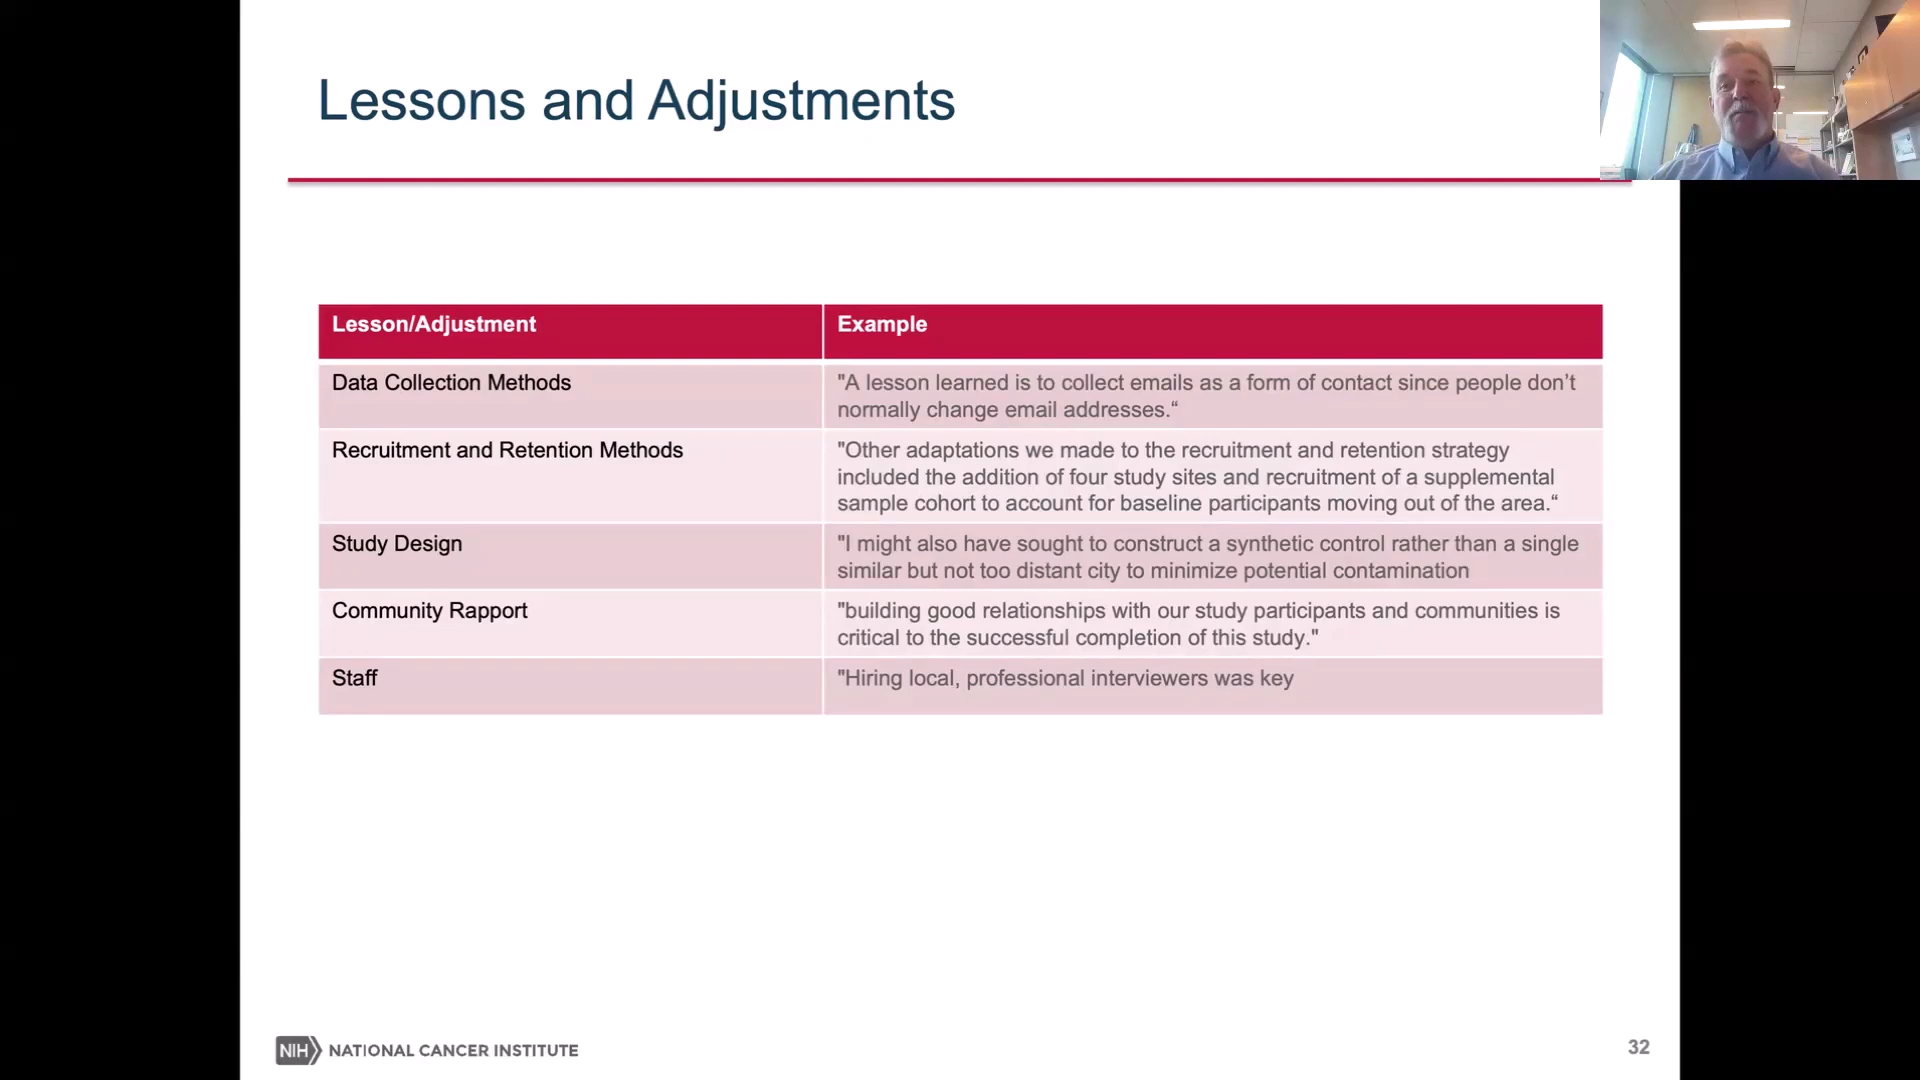 Lessons and Adjustments
Lesson/Adjustment
Example
Data Collection Methods
"A lesson learned is to collect emails as a form of contact since people don’t
normally change email addresses.“
Recruitment and Retention Methods
"Other adaptations we made to the recruitment and retention strategy
included the addition of four study sites and recruitment of a supplemental
sample cohort to account for baseline participants moving out of the area.“
Study Design
"I might also have sought to construct a synthetic control rather than a single
similar but not too distant city to minimize potential contamination
Community Rapport
"building good relationships with our study participants and communities is
critical to the successful completion of this study."
Staff
"Hiring local, professional interviewers was key
NIH NATIONAL CANCER INSTITUTE
32